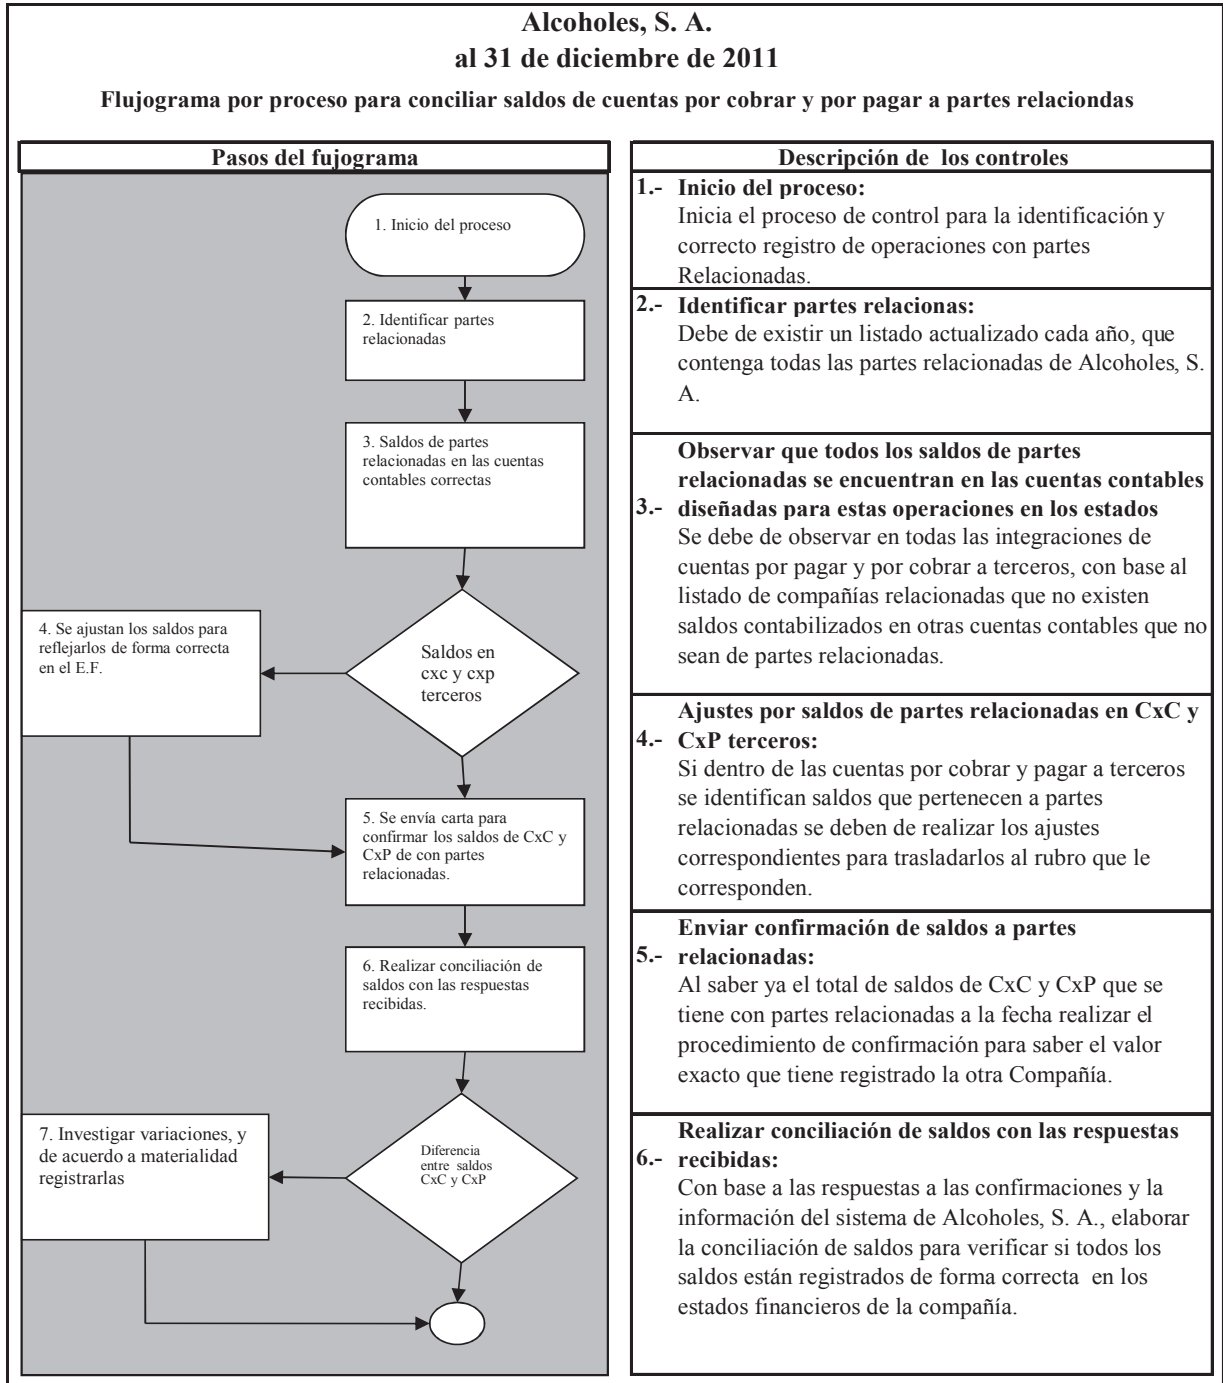 Alcoholes, S. A.
al 31 de diciembre de 2011
Flujograma por proceso para conciliar saldos de cuentas por cobrar y por pagar a partes relaciondas
Pasos del fujograma
1. Inicio del proceso
2. Identificar partes
relacionadas
3. Saldos de partes
relacionadas en las cuentas
contables correctas
Saldos en
cxc y cxp
terceros
4. Se ajustan los saldos para
reflejarlos de forma correcta
en el E.F.
5. Se envía carta para
confirmar los saldos de CxC y
CxP de con partes
relacionadas.
6. Realizar conciliación de
saldos con las respuestas
recibidas.
Diferencia
entre saldos
CxC y CxP
7. Investigar variaciones, y
de acuerdo a materialidad
registrarlas
Descripción de los controles
1.- Inicio del proceso:
Inicia el proceso de control para la identificación y
correcto registro de operaciones con partes
Relacionadas.
2.- Identificar partes relacionas:
Debe de existir un listado actualizado cada año, que
contenga todas las partes relacionadas de Alcoholes, S.
A.
Observar que todos los saldos de partes
relacionadas se encuentran en las cuentas contables
3.- diseñadas para estas operaciones en los estados
Se debe de observar en todas las integraciones de
cuentas por pagar y por cobrar a terceros, con base al
listado de compañías relacionadas que no existen
saldos contabilizados en otras cuentas contables que no
sean de partes relacionadas.
Ajustes por saldos de partes relacionadas en CxC y
4.- CxP terceros:
Si dentro de las cuentas por cobrar y pagar a terceros
se identifican saldos que pertenecen a partes
relacionadas se deben de realizar los ajustes
correspondientes para trasladarlos al rubro que le
corresponden.
Enviar confirmación de saldos a partes
5.- relacionadas:
Al saber ya el total de saldos de CxC y CxP que se
tiene con partes relacionadas a la fecha realizar el
procedimiento de confirmación para saber el valor
exacto que tiene registrado la otra Compañía.
Realizar conciliación de saldos con las respuestas
6.- recibidas:
Con base a las respuestas a las confirmaciones y la
información del sistema de Alcoholes, S. A., elaborar
la conciliación de saldos para verificar si todos los
saldos están registrados de forma correcta en los
estados financieros de la compañía.